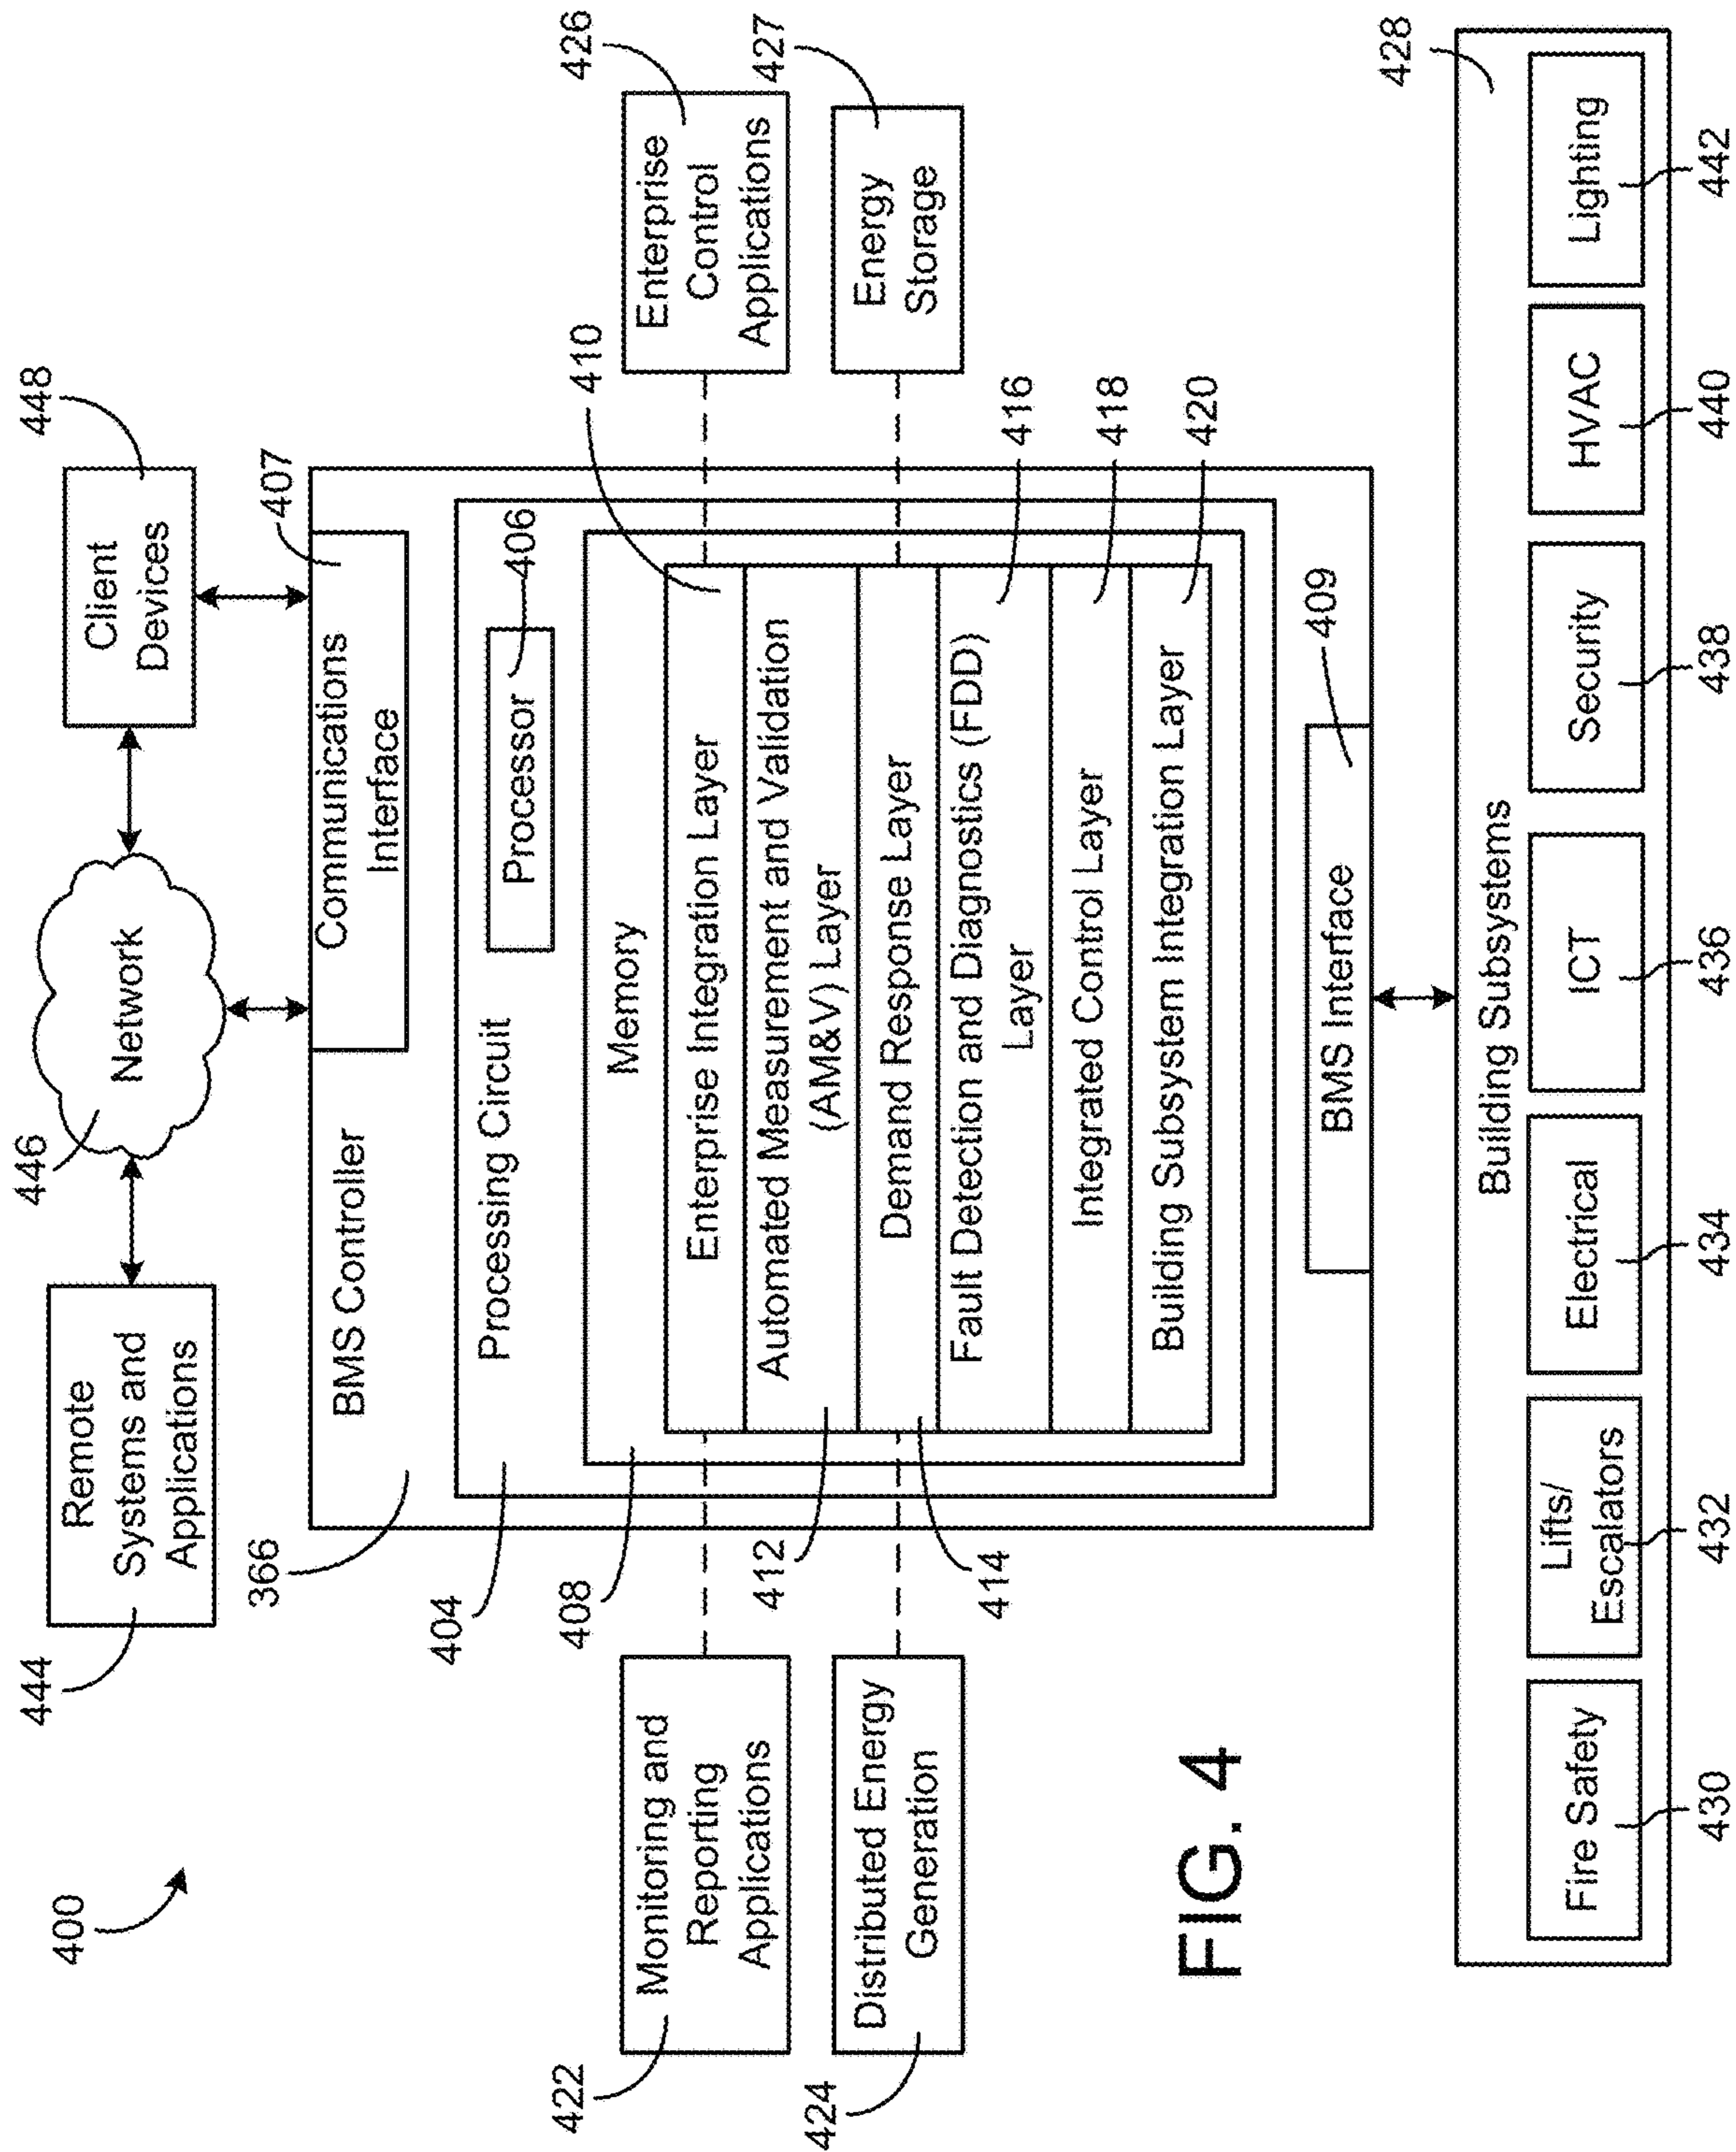 400
444
Remote
Systems and
Applications
446
Network
448
Client
Devices
366
BMS Controller
407
Communications
Interface
404
Processing Circuit
Processor
406
408
Memory
410
Enterprise Integration Layer
Automated Measurement and Validation
(AM&V) Layer
412
Demand Response Layer
414
Fault Detection and Diagnostics (FDD)
Layer
416
Integrated Control Layer
418
Building Subsystem Integration Layer
420
422
Monitoring and
Reporting
Applications
424
Distributed Energy
Generation
426
Enterprise
Control
Applications
427
Energy
Storage
BMS Interface
409
428
Building Subsystems
Fire Safety
Lifts/
Escalators
Electrical
ICT
Security
HVAC
Lighting
430
432
434
436
438
440
442
FIG. 4